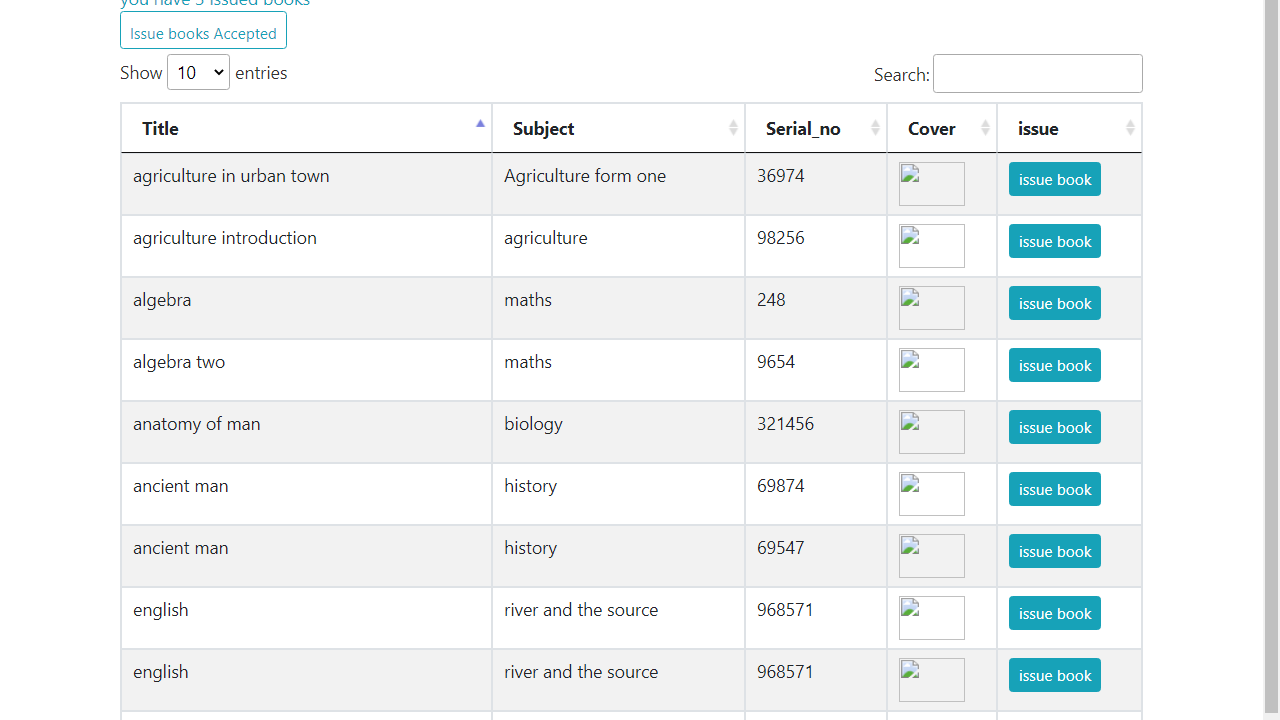 you have 5 issued books
Issue books Accepted
Show 10 entries
Search:
Title Subject Serial_no Cover issue
agriculture in urban town Agriculture form one 36974 issue book
agriculture introduction agriculture 98256 issue book
algebra maths 248 issue book
algebra two maths 9654 issue book
anatomy of man biology 321456 issue book
ancient man history 69874 issue book
ancient man history 69547 issue book
english river and the source 968571 issue book
english river and the source 968571 issue book